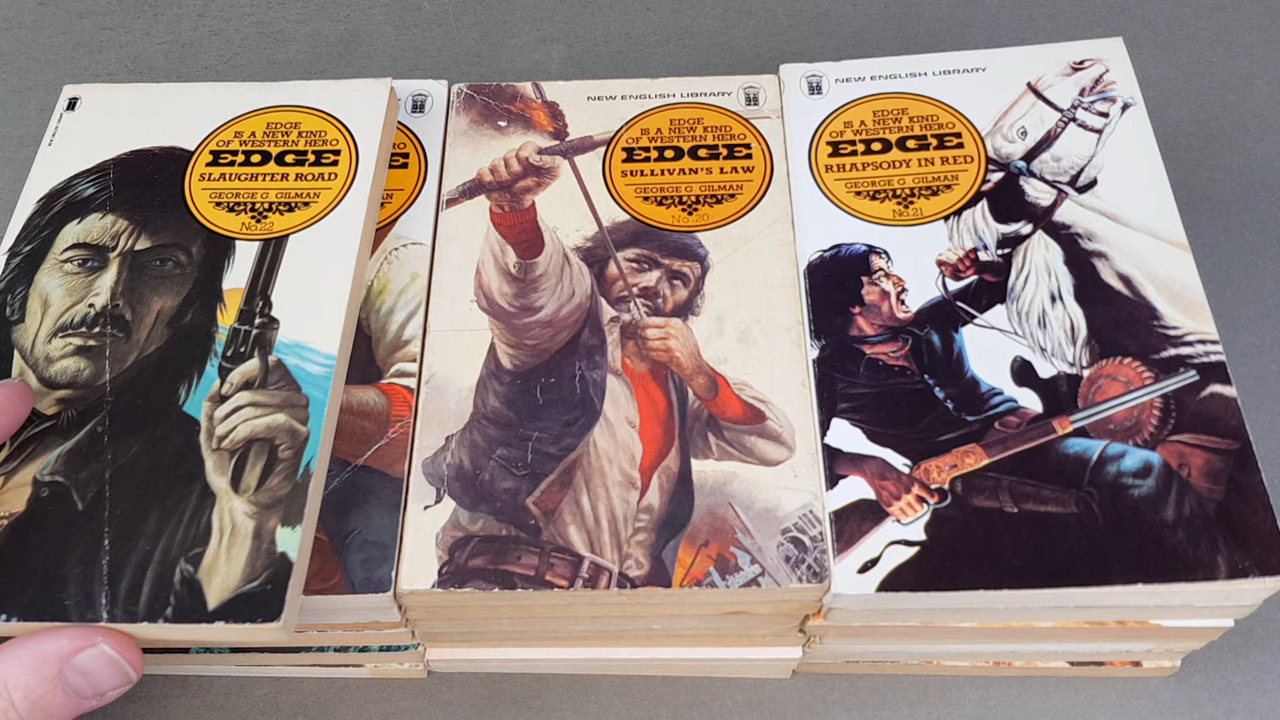 EDGE
IS A NEW KIND
OF WESTERN HERO
EDGE
SLAUGHTER ROAD
GEORGE G. GILMAN
No.22
NEW ENGLISH LIBRARY
EDGE
IS A NEW KIND
OF WESTERN HERO
EDGE
SULLIVAN'S LAW
GEORGE G. GILMAN
No.20
NEW ENGLISH LIBRARY
EDGE
IS A NEW KIND
OF WESTERN HERO
EDGE
RHAPSODY IN RED
GEORGE G. GILMAN
No.21